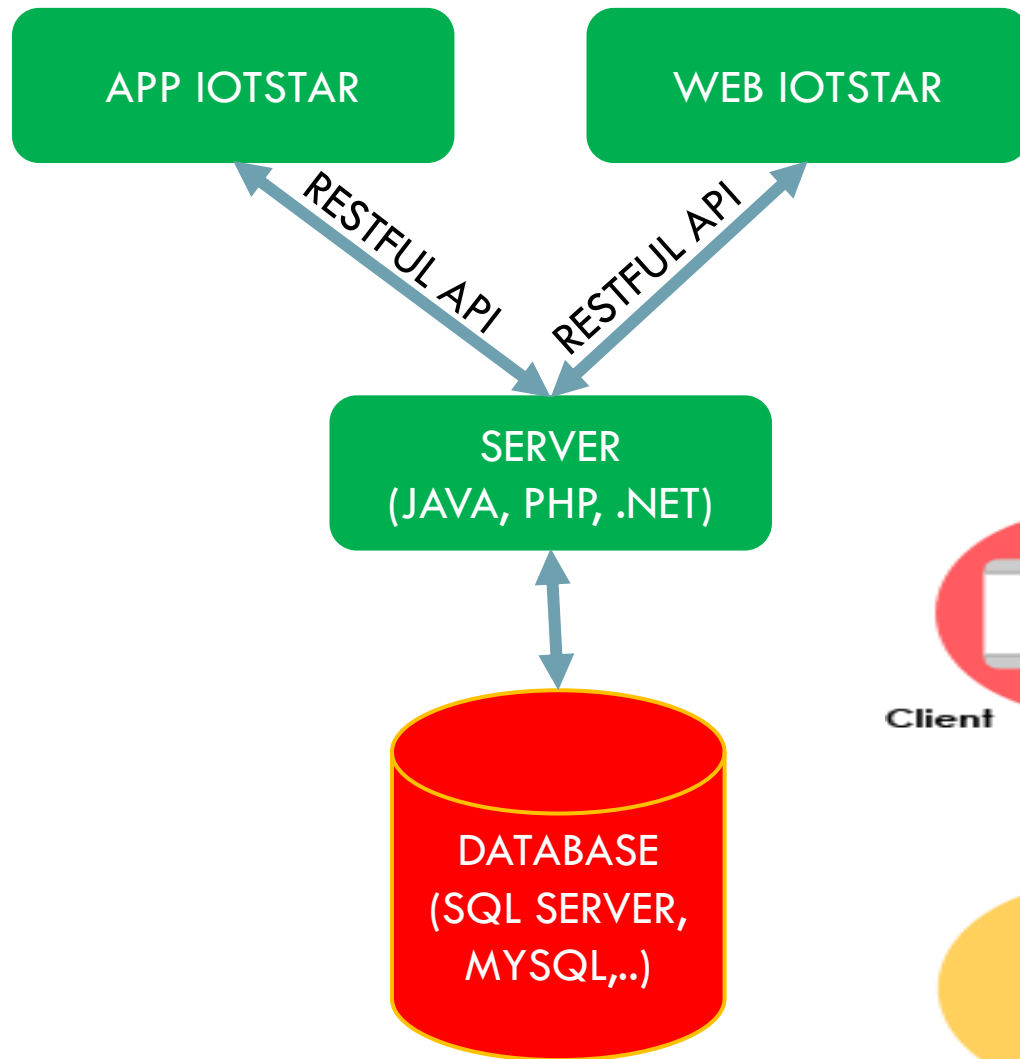 APP IOTSTAR
WEB IOTSTAR
RESTFUL API
RESTFUL API
SERVER
(JAVA, PHP, .NET)
Client
DATABASE
(SQL SERVER,
MYSQL,..)